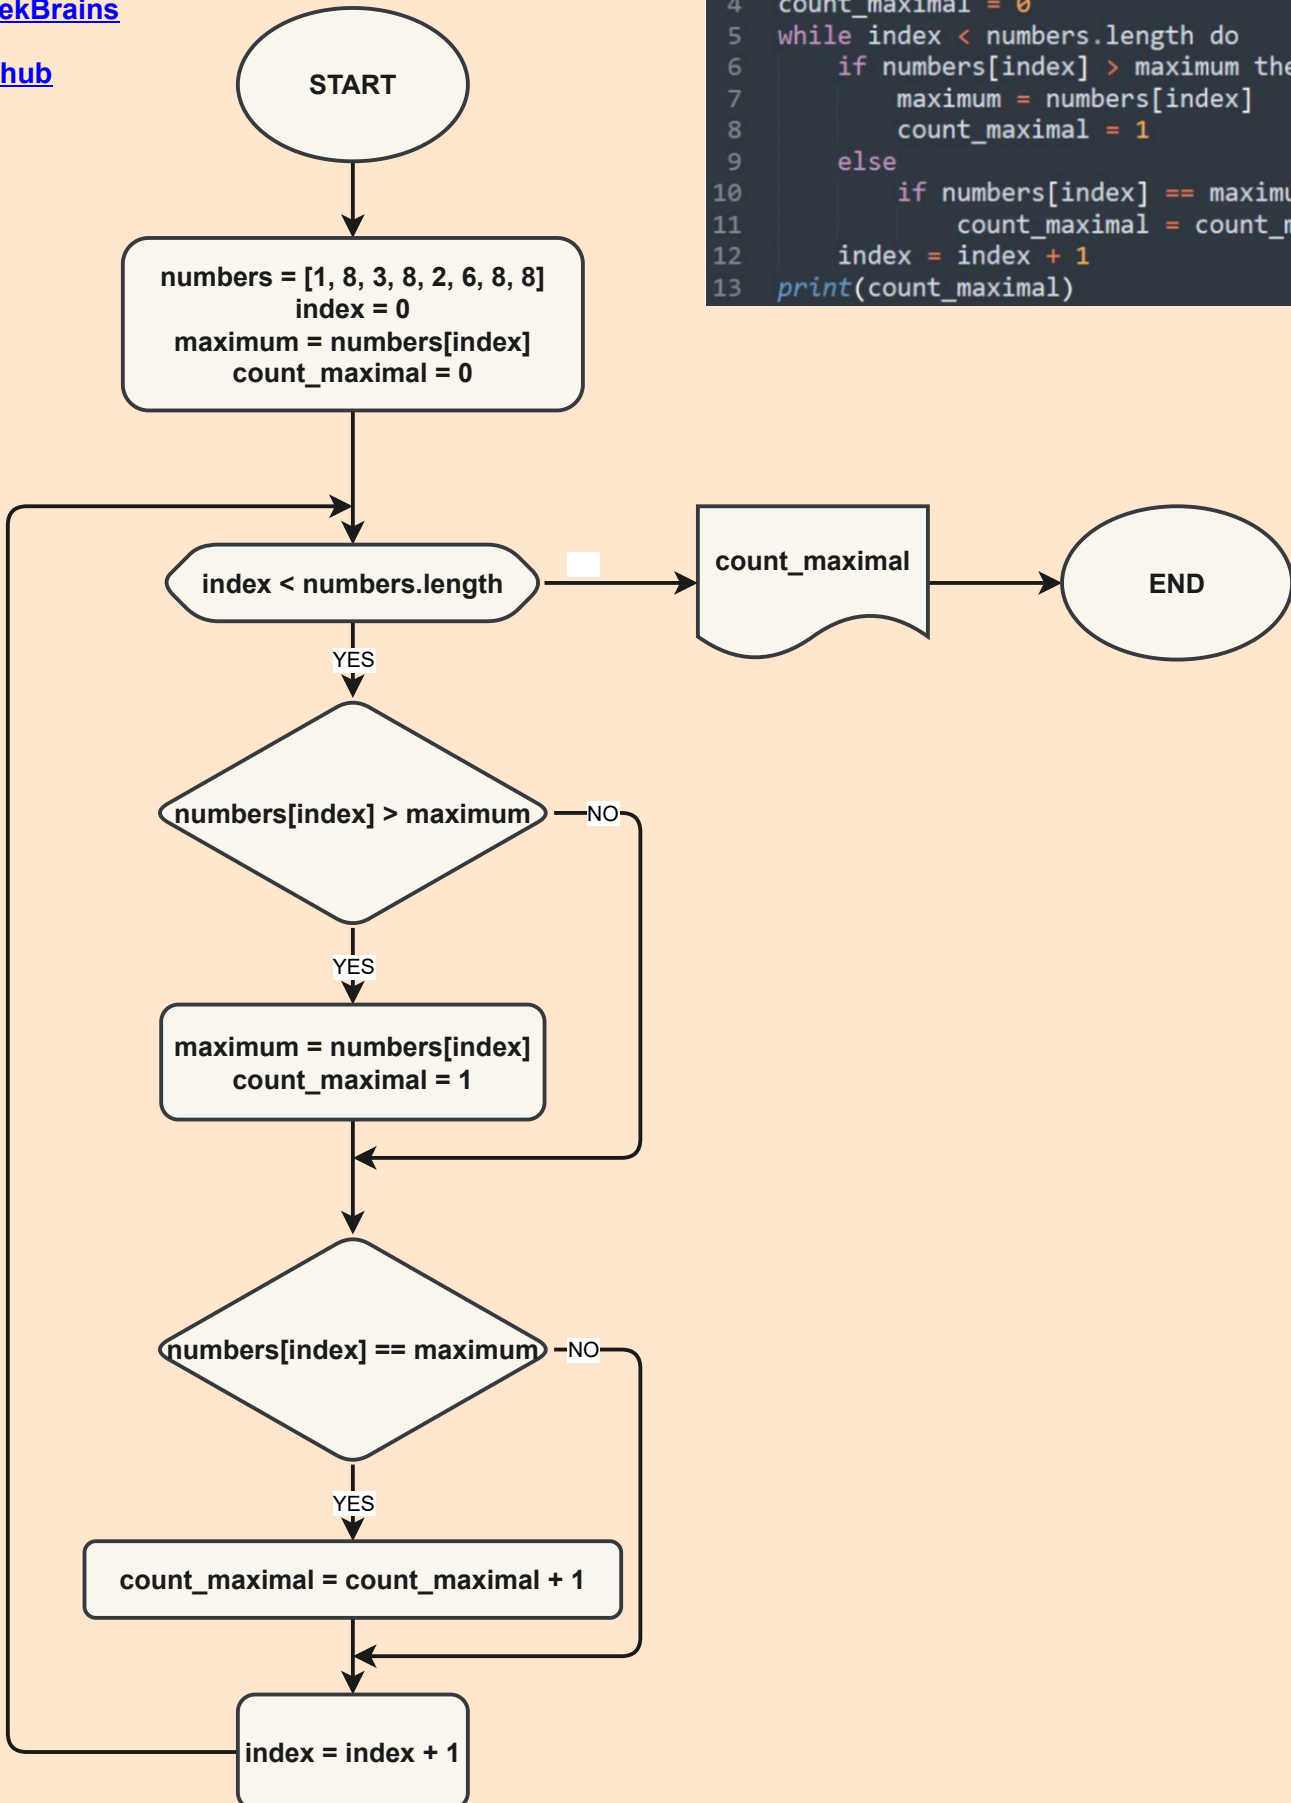 START
numbers = [1, 8, 3, 8, 2, 6, 8, 8]
index = 0
maximum = numbers[index]
count_maximal = 0
index < numbers.length
count_maximal
END
YES
numbers[index] > maximum
NO
YES
maximum = numbers[index]
count_maximal = 1
numbers[index] == maximum
NO
YES
count_maximal = count_maximal + 1
index = index + 1
4 count_maximal = 0
5 while index < numbers.length do
6 if numbers[index] > maximum
7 maximum = numbers[index]
8 count_maximal = 1
9 else
10 if numbers[index] ==
11 count_maximal =
12 index = index + 1
13 print(count_maximal)